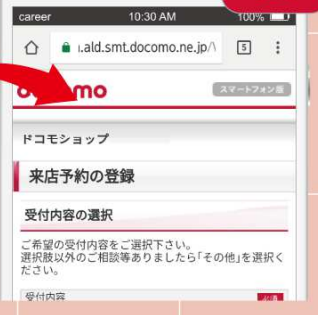 career 10:30 AM 100%
ı.ald.smt.docomo.ne.jp/\ 5
mo スマートフォン版
ドコモショップ
来店予約の登録
受付内容の選択
ご希望の受付内容をご選択下さい。
選択肢以外のご相談等ありましたら「その他」を選択く
ださい。
受付内容 必須